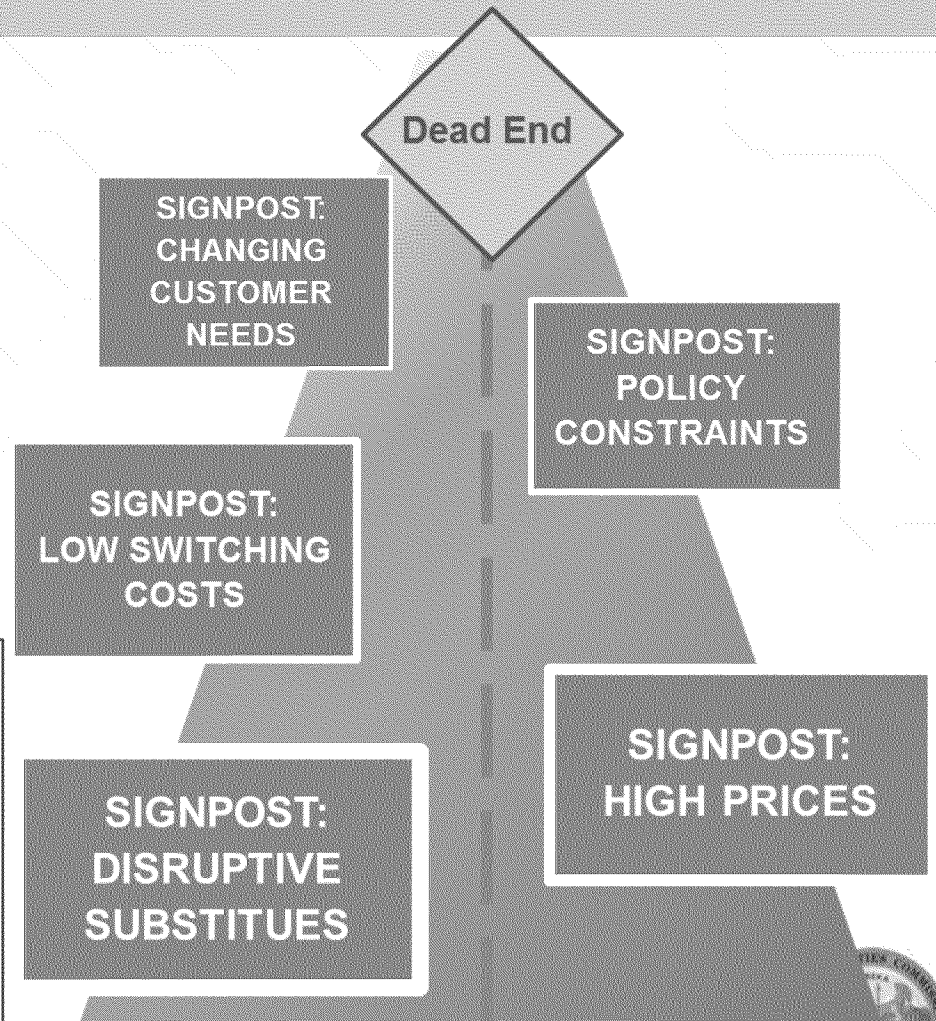 Dead End
SIGNPOST:
CHANGING
CUSTOMER
NEEDS
SIGNPOST:
POLICY
CONSTRAINTS
SIGNPOST:
LOW SWITCHING
COSTS
SIGNPOST:
HIGH PRICES
SIGNPOST:
DISRUPTIVE
SUBSTITUES